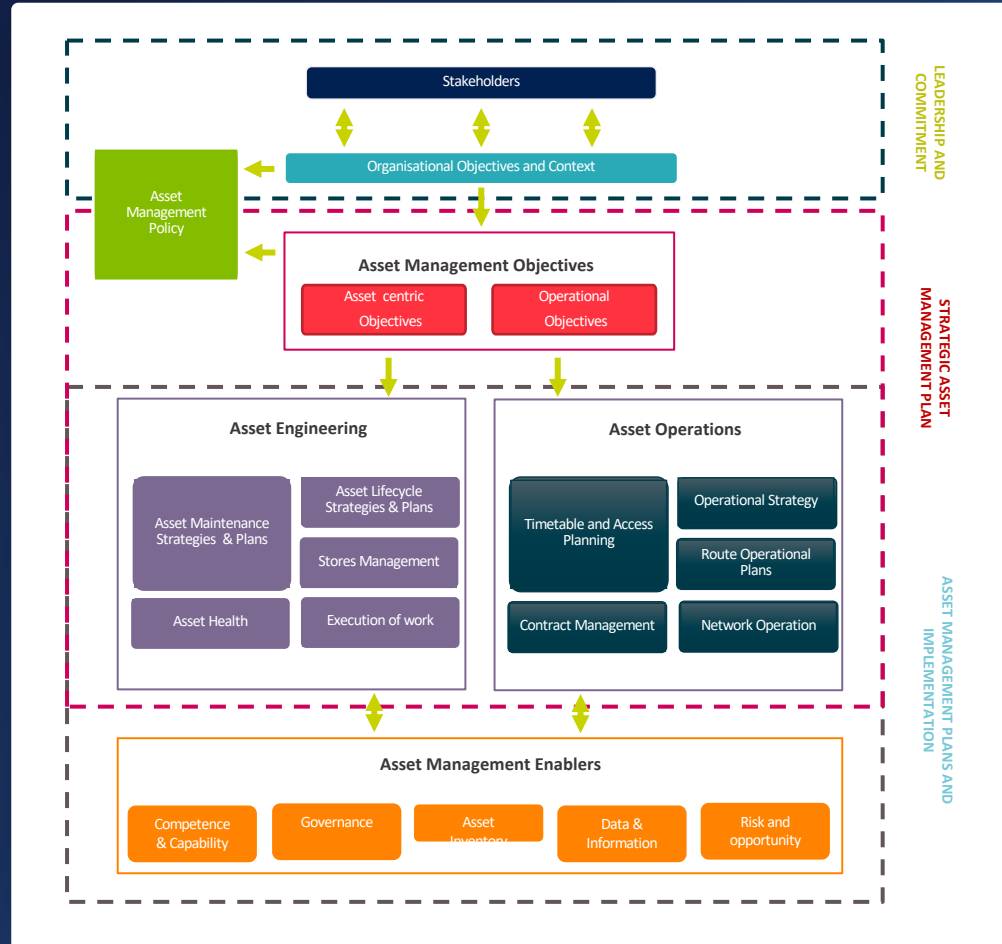 Stakeholders
Organisational Objectives and Context
Asset
Management
Policy
Asset Management Objectives
Asset centric
Objectives
Operational
Objectives
Asset Engineering
Asset Maintenance
Strategies & Plans
Asset Lifecycle
Strategies & Plans
Stores Management
Asset Health
Execution of work
Asset Operations
Timetable and Access
Planning
Operational Strategy
Route Operational
Plans
Contract Management
Network Operation
Asset Management Enablers
Competence
& Capability
Governance
Asset
Inventory
Data &
Information
Risk and
opportunity
LEADERSHIP AND
COMMITMENT
STRATEGIC ASSET
MANAGEMENT PLAN
ASSET MANAGEMENT PLANS AND
IMPLEMENTATION